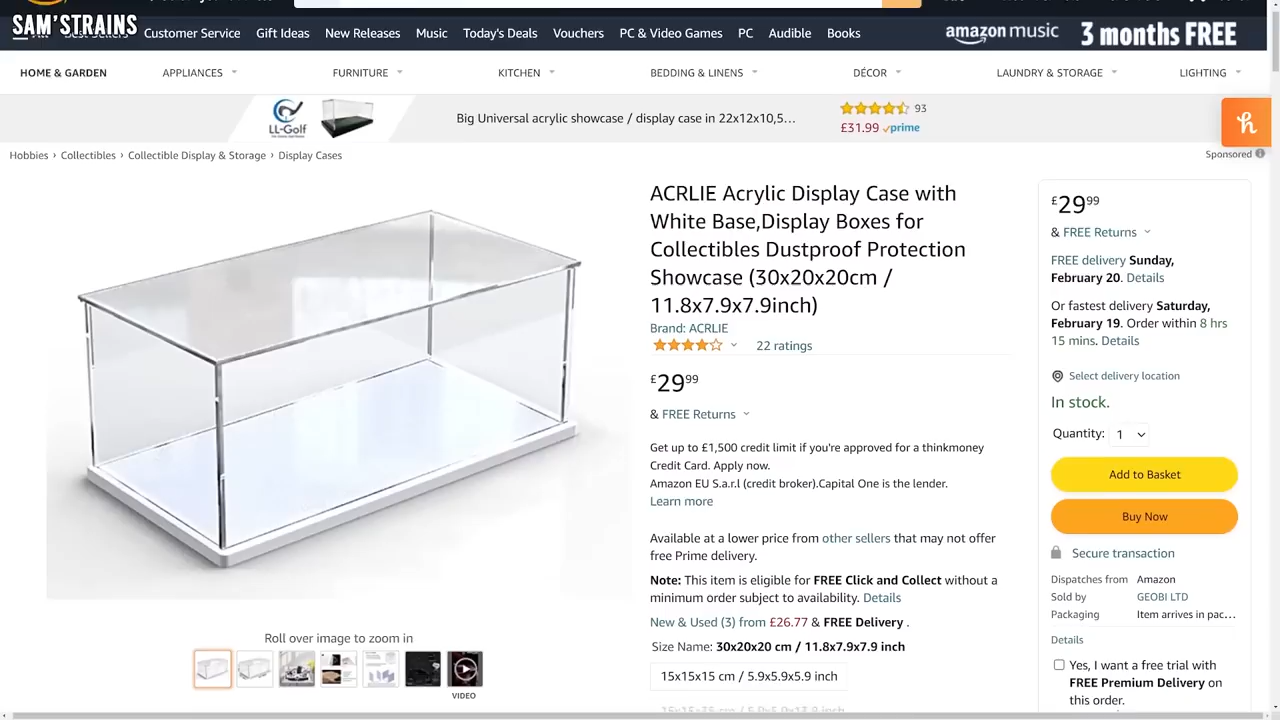 SAM'STRAINS
Customer Service Gift Ideas New Releases Music Today's Deals Vouchers PC & Video Games PC Audible Books
amazon music 3 months FREE
HOME & GARDEN APPLIANCES FURNITURE KITCHEN BEDDING & LINENS DÉCOR LAUNDRY & STORAGE LIGHTING
LL-Golf
Big Universal acrylic showcase / display case in 22x12x10,5...
93
£31.99 prime
Sponsored
Hobbies › Collectibles › Collectible Display & Storage › Display Cases
ACRLIE Acrylic Display Case with
White Base,Display Boxes for
Collectibles Dustproof Protection
Showcase (30x20x20cm /
11.8x7.9x7.9inch)
Brand: ACRLIE
22 ratings
£29.99
& FREE Returns
Get up to £1,500 credit limit if you're approved for a thinkmoney
Credit Card. Apply now.
Amazon EU S.a.r.l (credit broker).Capital One is the lender.
Learn more
Available at a lower price from other sellers that may not offer
free Prime delivery.
Note: This item is eligible for FREE Click and Collect without a
minimum order subject to availability. Details
New & Used (3) from £26.77 & FREE Delivery .
Size Name: 30x20x20 cm / 11.8x7.9x7.9 inch
15x15x15 cm / 5.9x5.9x5.9 inch
Roll over image to zoom in
VIDEO
£29.99
& FREE Returns
FREE delivery Sunday,
February 20. Details
Or fastest delivery Saturday,
February 19. Order within 8 hrs
15 mins. Details
Select delivery location
In stock.
Quantity: 1
Add to Basket
Buy Now
Secure transaction
Dispatches from Amazon
Sold by GEOBI LTD
Packaging Item arrives in pac...
Details
Yes, I want a free trial with
FREE Premium Delivery on
this order.